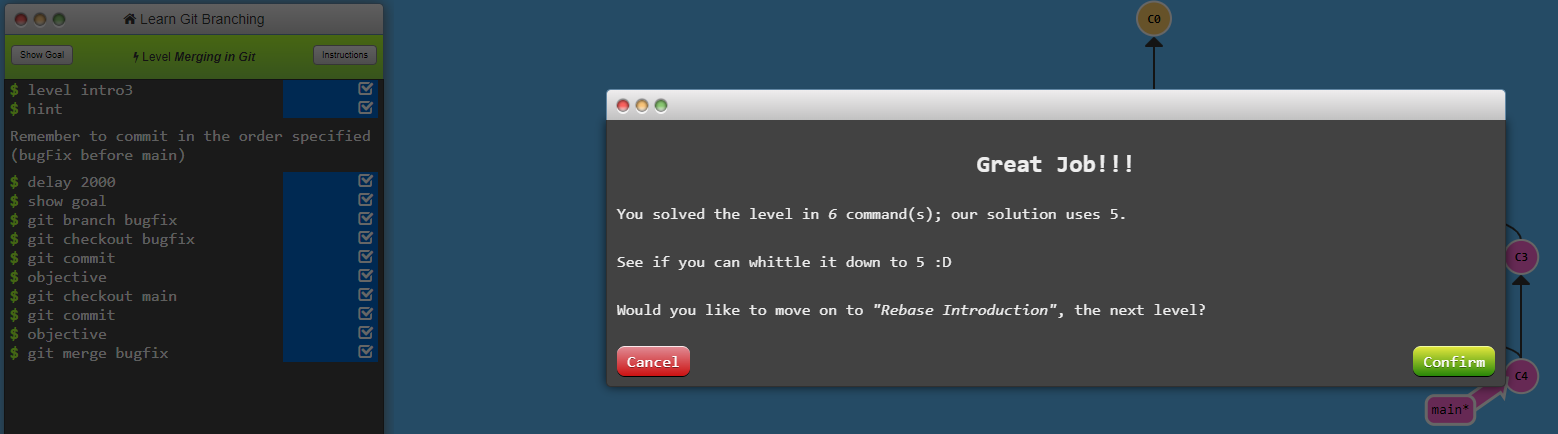 Learn Git Branching
Show Goal
Level Merging in Git
Instructions
$ level intro3
$ hint
Remember to commit in the order specified
(bugFix before main)
$ delay 2000
$ show goal
$ git branch bugfix
$ git checkout bugfix
$ git commit
$ objective
$ git checkout main
$ git commit
$ objective
$ git merge bugfix
C0
Great Job!!!
You solved the level in 6 command(s); our solution uses 5.
See if you can whittle it down to 5 :D
Would you like to move on to "Rebase Introduction", the next level?
Cancel
Confirm
C3
C4
main*